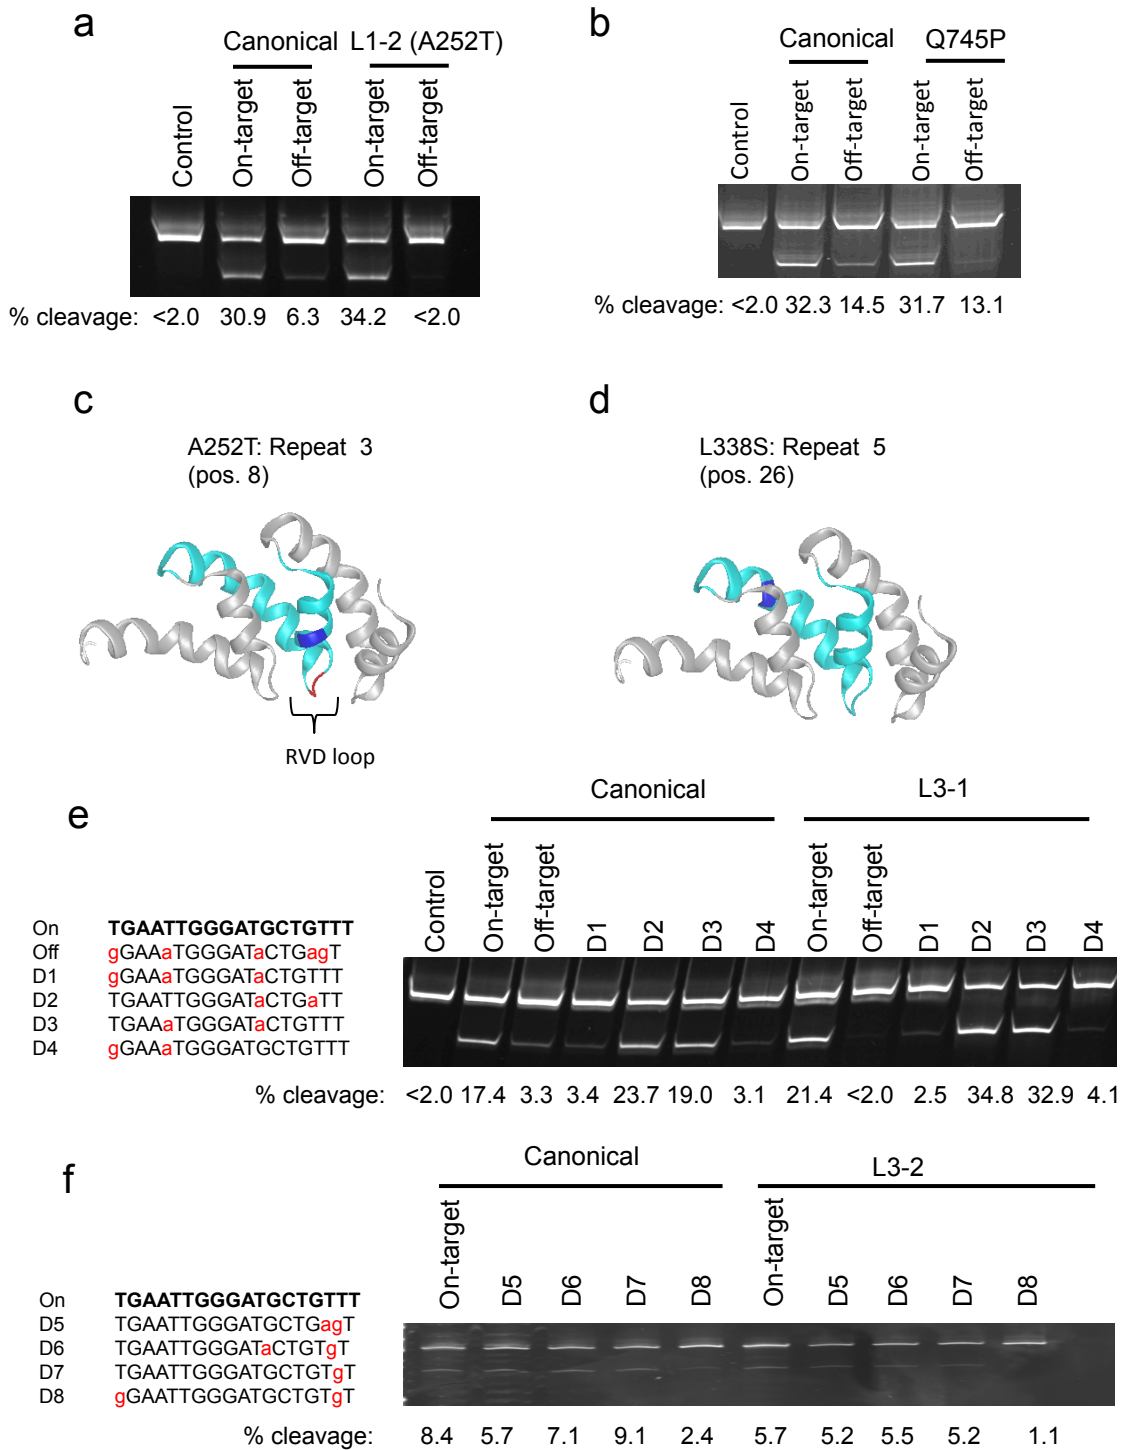 a
Canonical L1-2 (A252T)
Control
On-target
Off-target
On-target
Off-target
% cleavage: <2.0 30.9 6.3 34.2 <2.0
b
Canonical Q745P
Control
On-target
Off-target
On-target
Off-target
% cleavage: <2.0 32.3 14.5 31.7 13.1
c
A252T: Repeat 3
(pos. 8)
RVD loop
d
L338S: Repeat 5
(pos. 26)
e
Canonical L3-1
Control
On-target
Off-target
D1
D2
D3
D4
On-target
Off-target
D1
D2
D3
D4
On TGAATTGGGATGCTGTTT
Off gGAAaTGGGATaCTGagT
D1 gGAAaTGGGATaCTGTTT
D2 TGAATTGGGATaCTGaTT
D3 TGAAaTGGGATaCTGTTT
D4 gGAAaTGGGATGCTGTTT
% cleavage: <2.0 17.4 3.3 3.4 23.7 19.0 3.1 21.4 <2.0 2.5 34.8 32.9 4.1
f
Canonical L3-2
On-target
D5
D6
D7
D8
On-target
D5
D6
D7
D8
On TGAATTGGGATGCTGTTT
D5 TGAATTGGGATGCTGagT
D6 TGAATTGGGATaCTGTgT
D7 TGAATTGGGATGCTGTgT
D8 gGAATTGGGATGCTGTgT
% cleavage: 8.4 5.7 7.1 9.1 2.4 5.7 5.2 5.5 5.2 1.1